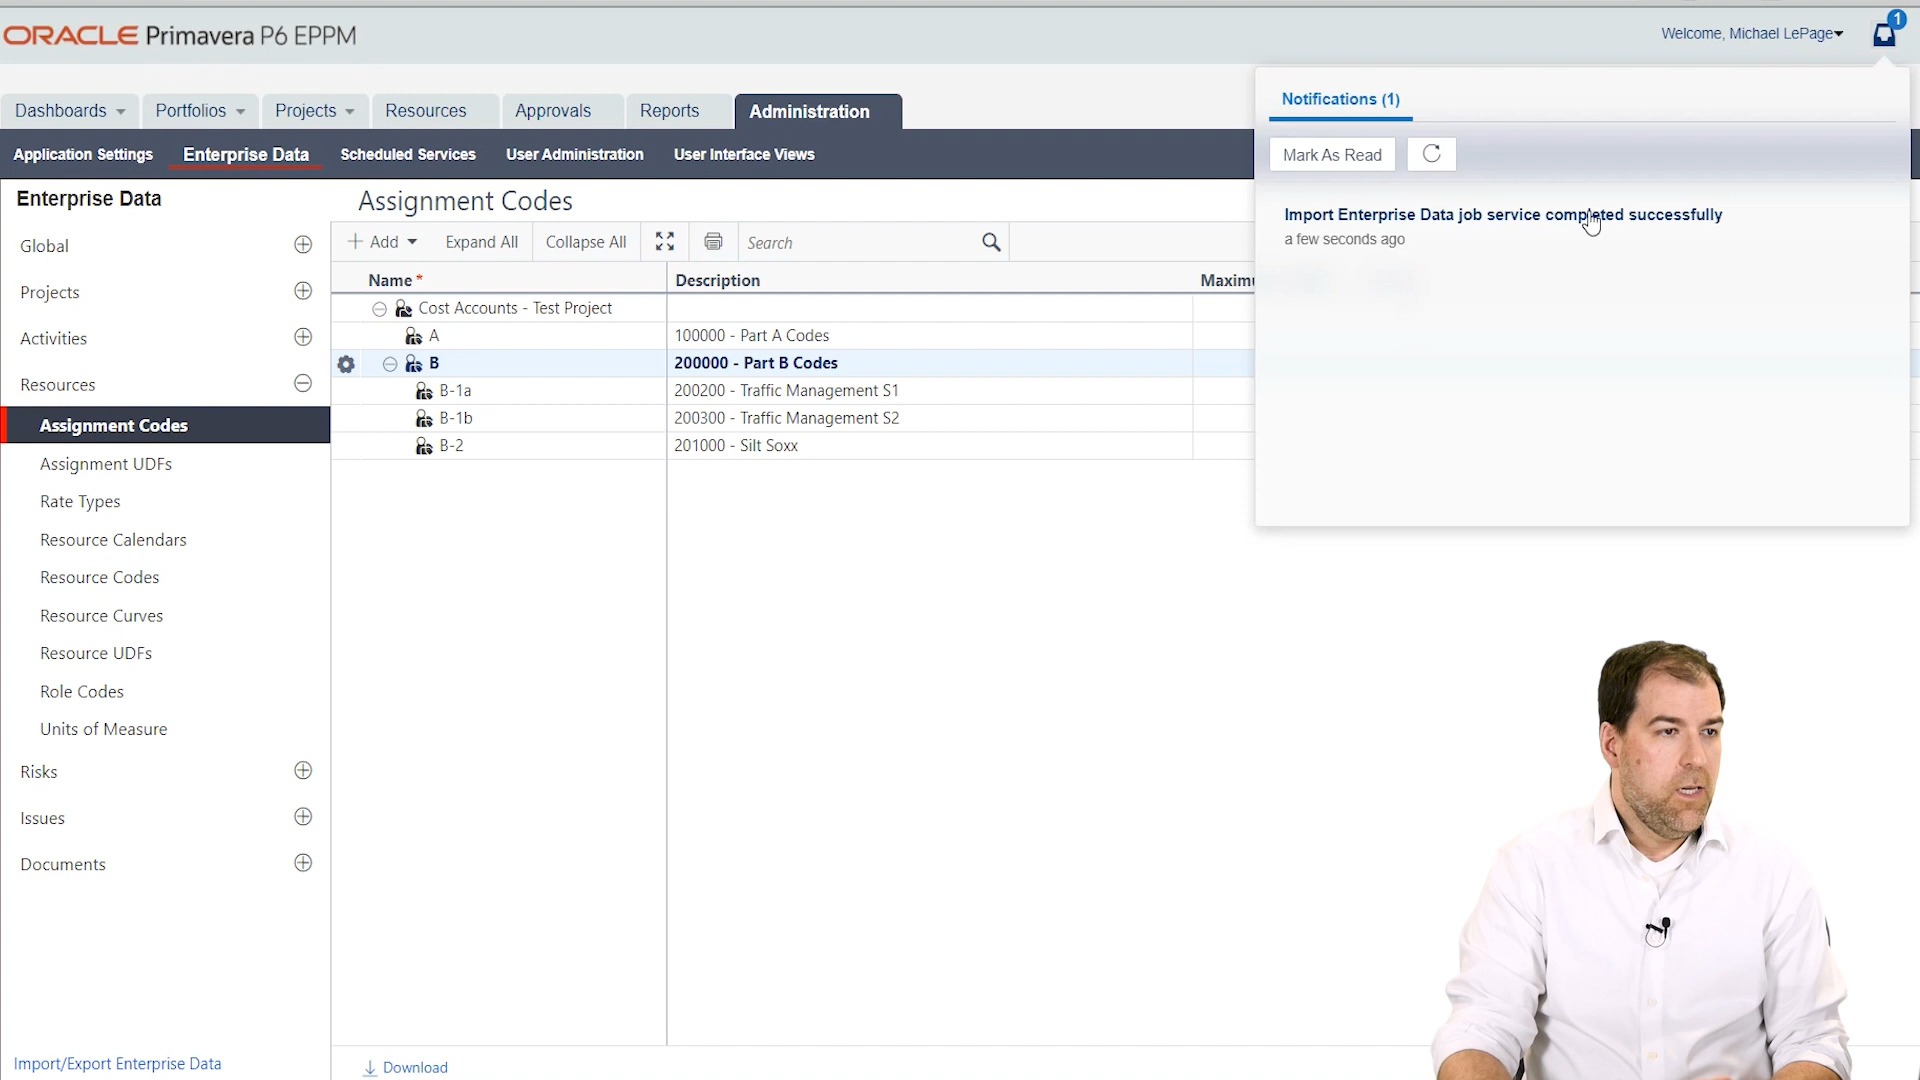 ORACLE Primavera P6 EPPM
Welcome, Michael LePage
1
Dashboards
Portfolios
Projects
Resources
Approvals
Reports
Administration
Application Settings
Enterprise Data
Scheduled Services
User Administration
User Interface Views
Notifications (1)
Mark As Read
Import Enterprise Data job service completed successfully
a few seconds ago
Enterprise Data
Global
Projects
Activities
Resources
Assignment Codes
Assignment UDFs
Rate Types
Resource Calendars
Resource Codes
Resource Curves
Resource UDFs
Role Codes
Units of Measure
Risks
Issues
Documents
Import/Export Enterprise Data
Assignment Codes
Add
Expand All
Collapse All
Search
Name *
Description
Cost Accounts - Test Project
A
100000 - Part A Codes
B
200000 - Part B Codes
B-1a
200200 - Traffic Management S1
B-1b
200300 - Traffic Management S2
B-2
201000 - Silt Soxx
Download